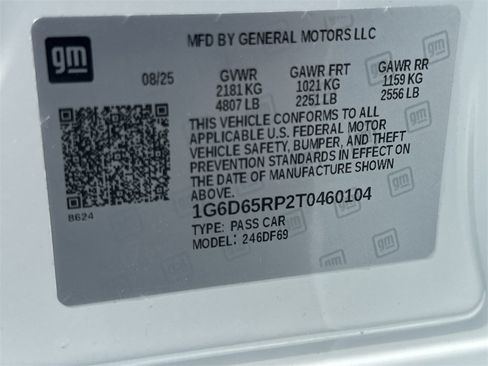 gm
MFD BY GENERAL MOTORS LLC
08/25 GVWR GAWR FRT GAWR RR
2181 KG 1021 KG 1159 KG
4807 LB 2251 LB 2556 LB
THIS VEHICLE CONFORMS TO ALL
APPLICABLE U.S. FEDERAL MOTOR
VEHICLE SAFETY, BUMPER, AND THEFT
PREVENTION STANDARDS IN EFFECT ON
THE DATE OF MANUFACTURE SHOWN
ABOVE.
B624
1G6D65RP2T0460104
TYPE: PASS CAR
MODEL: 246DF69